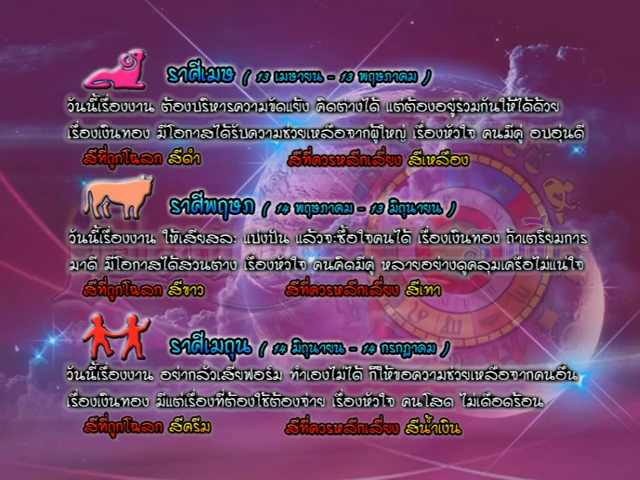 ราศีเมษ ( 13 เมษายน - 13 พฤษภาคม )
วันนี้เรื่องงาน ต้องบริหารความขัดแย้ง คิดต่างได้ แต่ต้องอยู่ร่วมกันให้ได้ด้วย
เรื่องเงินทอง มีโอกาสได้รับความช่วยเหลือจากผู้ใหญ่ เรื่องหัวใจ คนมีคู่ อบอุ่นดี
สีที่ถูกโฉลก สีดำ สีที่ควรหลีกเลี่ยง สีเหลือง
ราศีพฤษภ ( 14 พฤษภาคม - 13 มิถุนายน )
วันนี้เรื่องงาน ให้เสียสละ แบ่งปัน แล้วจะซื้อใจคนได้ เรื่องเงินทอง ถ้าเตรียมการ
มาดี มีโอกาสได้ส่วนต่าง เรื่องหัวใจ คนคิดมีคู่ หลายอย่างดูคลุมเครือไม่แน่ใจ
สีที่ถูกโฉลก สีขาว สีที่ควรหลีกเลี่ยง สีเทา
ราศีเมถุน ( 14 มิถุนายน - 14 กรกฎาคม )
วันนี้เรื่องงาน อย่ากลัวเสียฟอร์ม ทำเองไม่ได้ ก็ให้ขอความช่วยเหลือจากคนอื่น
เรื่องเงินทอง มีแต่เรื่องที่ต้องใช้ต้องจ่าย เรื่องหัวใจ คนโสด ไม่เดือดร้อน
สีที่ถูกโฉลก สีครีม สีที่ควรหลีกเลี่ยง สีน้ำเงิน